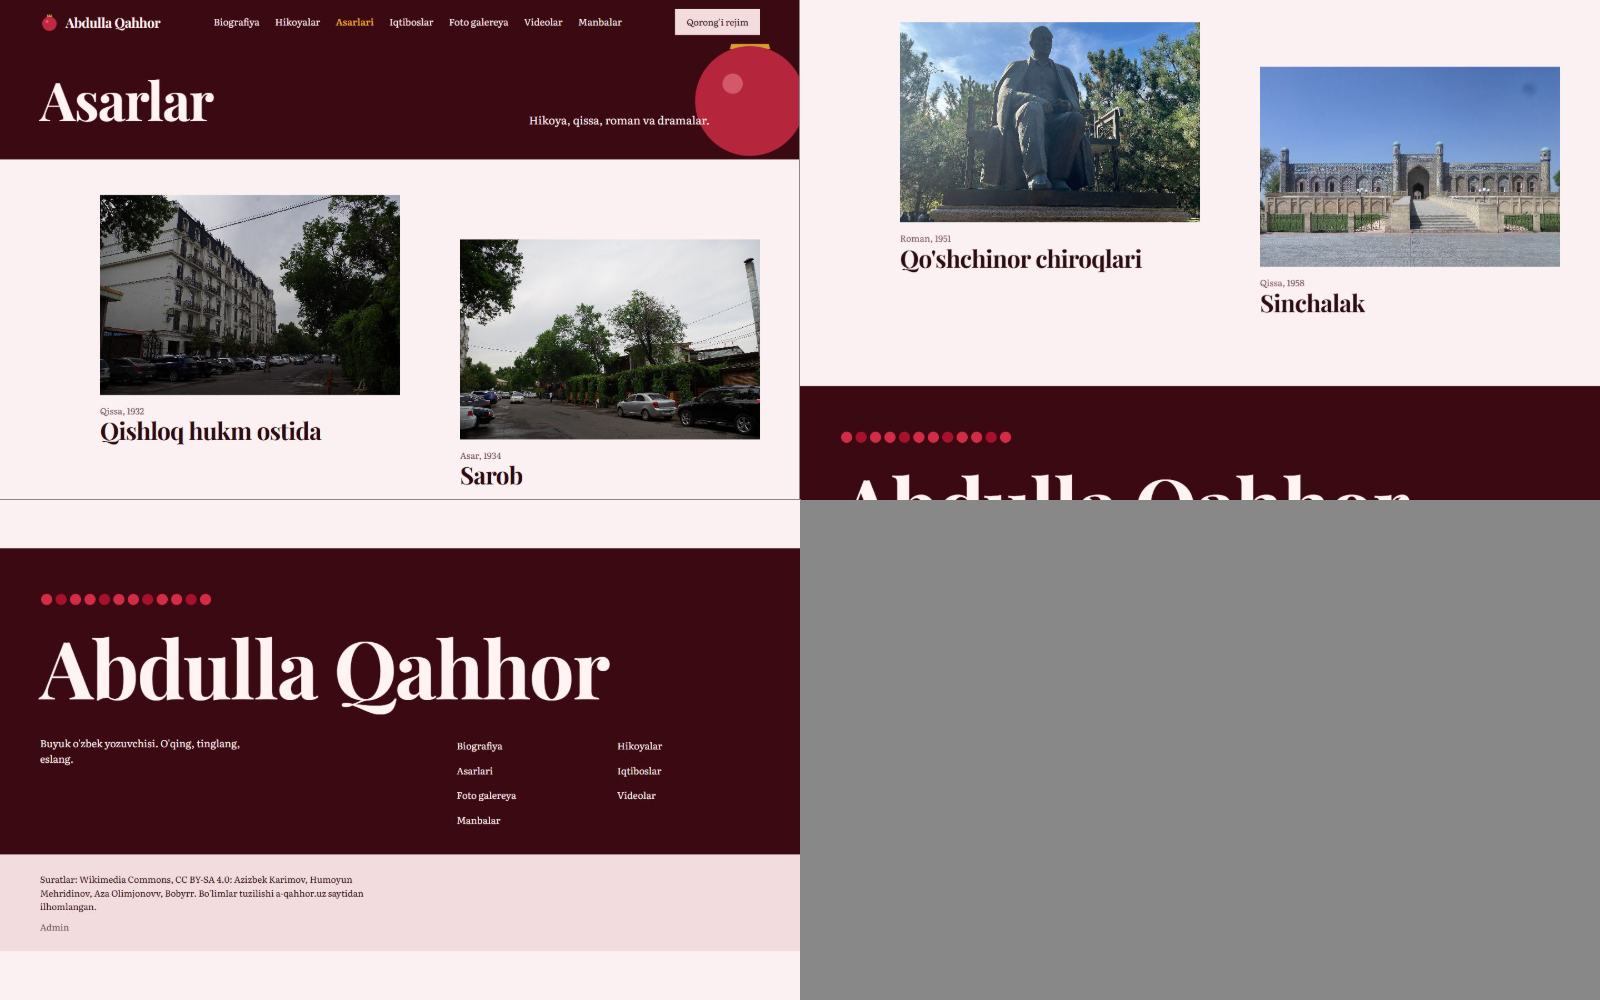 Abdulla Qahhor
Biografiya Hikoyalar Asarlari Iqtiboslar Foto galereya Videolar Manbalar
Qorong'i rejim
Asarlar
Hikoya, qissa, roman va dramalar.
Qissa, 1932
Qishloq hukm ostida
Asar, 1934
Sarob
Roman, 1951
Qo'shchinor chiroqlari
Qissa, 1958
Sinchalak
Abdulla Qahhor
Abdulla Qahhor
Buyuk o'zbek yozuvchisi. O'qing, tinglang,
eslang.
Biografiya
Hikoyalar
Asarlari
Iqtiboslar
Foto galereya
Videolar
Manbalar
Suratlar: Wikimedia Commons, CC BY-SA 4.0: Azizbek Karimov, Humoyun
Mehridinov, Aza Olimjonovv, Bobyrr. Bo'limlar tuzilishi a-qahhor.uz saytidan
ilhomlangan.
Admin